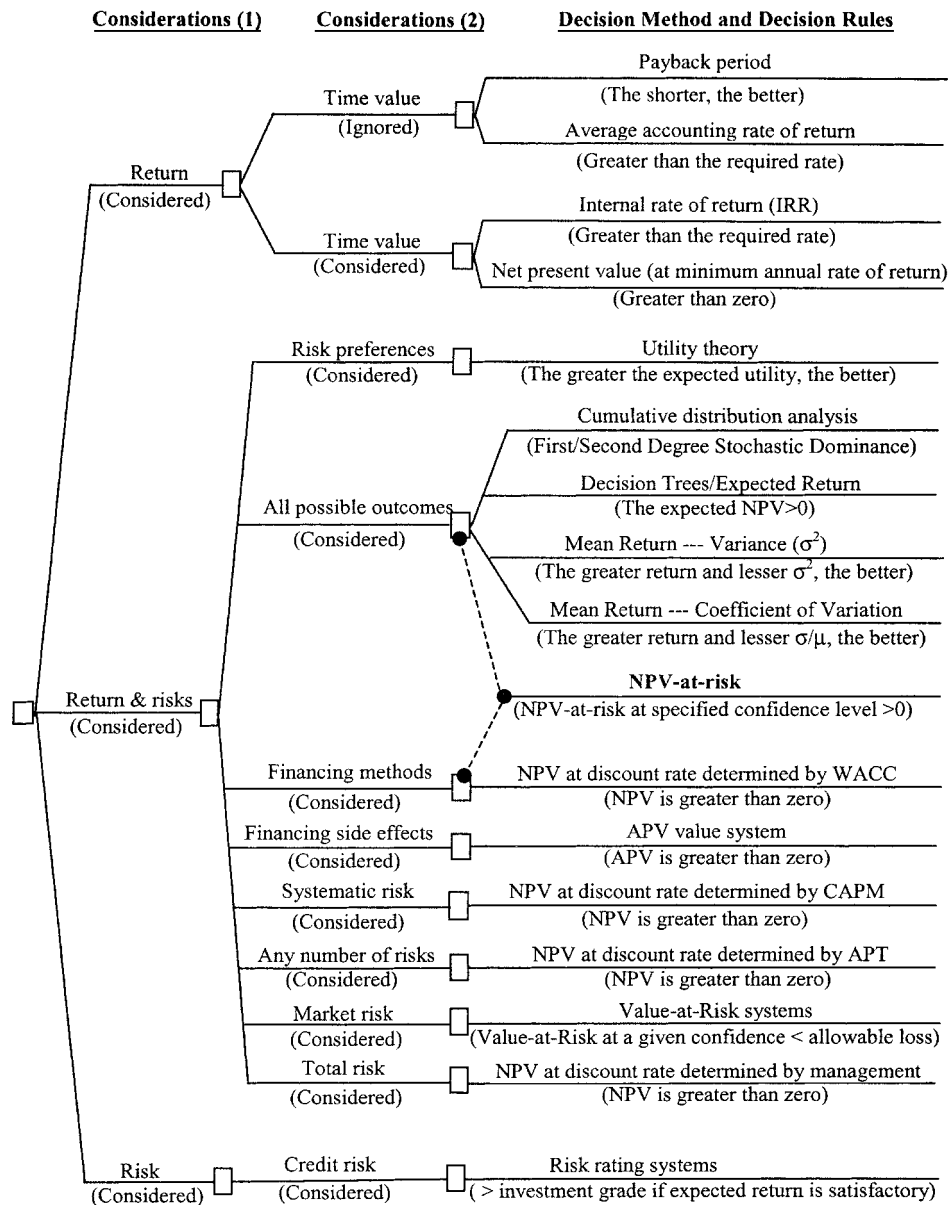 Considerations (1) Considerations (2) Decision Method and Decision Rules
Payback period
(The shorter, the better)
Time value
(Ignored)
Average accounting rate of return
(Greater than the required rate)
Return
(Considered)
Internal rate of return (IRR)
(Greater than the required rate)
Time value
(Considered)
Net present value (at minimum annual rate of return)
(Greater than zero)
Risk preferences
(Considered)
Utility theory
(The greater the expected utility, the better)
Cumulative distribution analysis
(First/Second Degree Stochastic Dominance)
All possible outcomes
(Considered)
Decision Trees/Expected Return
(The expected NPV>0)
Mean Return --- Variance (σ²)
(The greater return and lesser σ², the better)
Mean Return --- Coefficient of Variation
(The greater return and lesser σ/μ, the better)
Return & risks
(Considered)
NPV-at-risk
(NPV-at-risk at specified confidence level >0)
Financing methods
(Considered)
NPV at discount rate determined by WACC
(NPV is greater than zero)
Financing side effects
(Considered)
APV value system
(APV is greater than zero)
Systematic risk
(Considered)
NPV at discount rate determined by CAPM
(NPV is greater than zero)
Any number of risks
(Considered)
NPV at discount rate determined by APT
(NPV is greater than zero)
Market risk
(Considered)
Value-at-Risk systems
(Value-at-Risk at a given confidence < allowable loss)
Total risk
(Considered)
NPV at discount rate determined by management
(NPV is greater than zero)
Risk
(Considered)
Credit risk
(Considered)
Risk rating systems
( > investment grade if expected return is satisfactory)